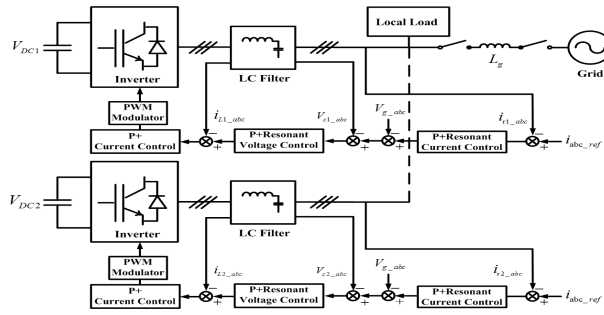 Local Load
V_DC1
Inverter
LC Filter
L_g
Grid
PWM
Modulator
i_L1_abc
V_c1_abc
V_g_abc
i_t1_abc
P+
Current Control
P+Resonant
Voltage Control
P+Resonant
Current Control
i_abc_ref
V_DC2
Inverter
LC Filter
PWM
Modulator
i_L2_abc
V_c2_abc
V_g_abc
P+
Current Control
P+Resonant
Voltage Control
P+Resonant
Current Control
i_abc_ref